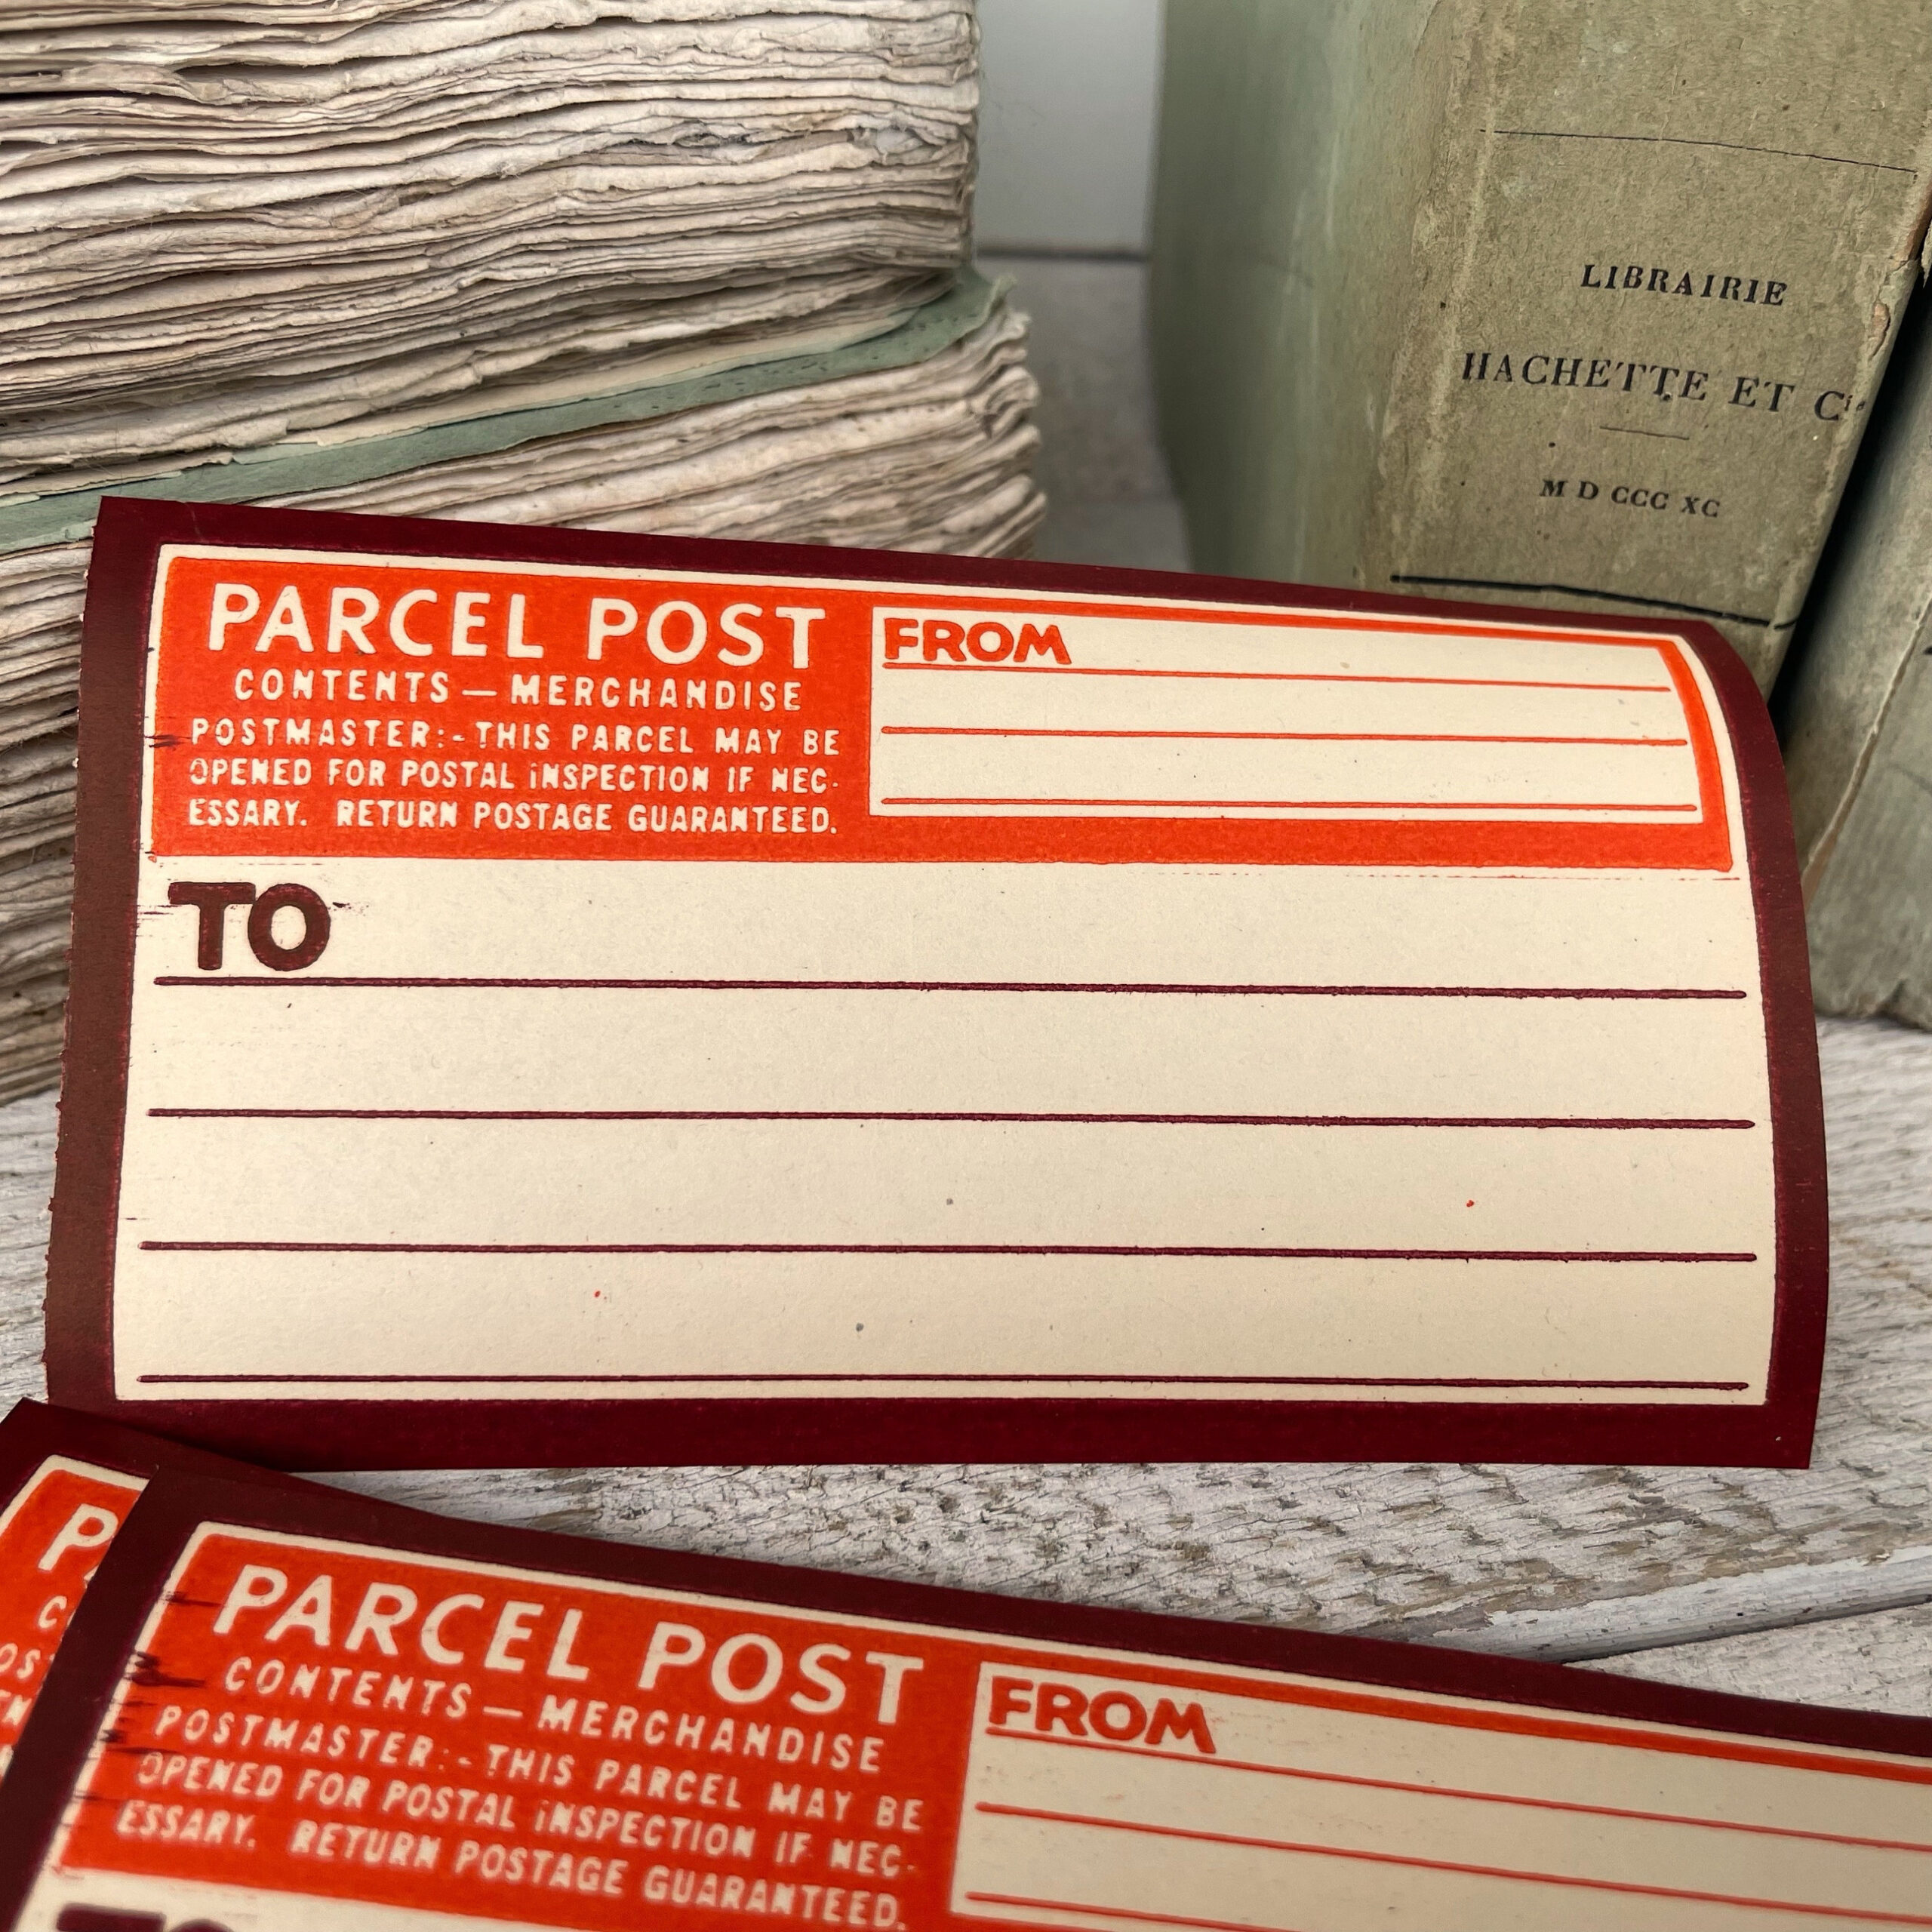 LIBRAIRIE
HACHETTE ET Cie
M D CCC XC
PARCEL POST
CONTENTS — MERCHANDISE
POSTMASTER:- THIS PARCEL MAY BE
OPENED FOR POSTAL iNSPECTION IF NEC-
ESSARY. RETURN POSTAGE GUARANTEED.
FROM
TO
P
C
PARCEL POST
CONTENTS — MERCHANDISE
POSTMASTER:- THIS PARCEL MAY BE
OPENED FOR POSTAL iNSPECTION IF NEC-
ESSARY. RETURN POSTAGE GUARANTEED.
FROM
TO